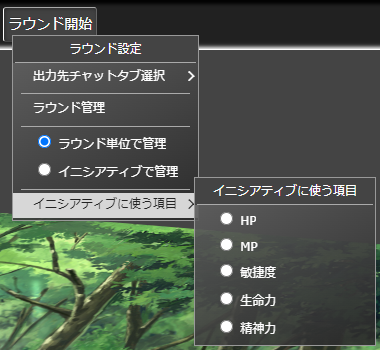 ラウンド開始
ラウンド設定
出力先チャットタブ選択
ラウンド管理
ラウンド単位で管理
イニシアティブで管理
イニシアティブに使う項目
イニシアティブに使う項目
HP
MP
敏捷度
生命力
精神力